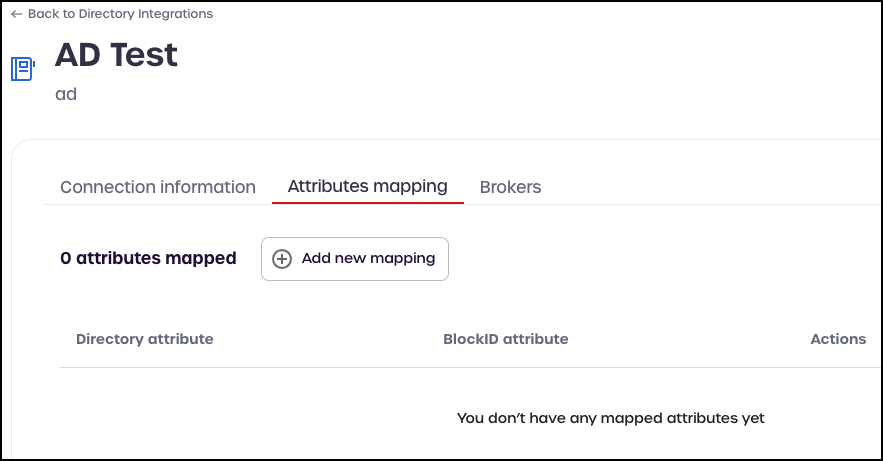 ← Back to Directory Integrations
AD Test
ad
Connection information Attributes mapping Brokers
0 attributes mapped Add new mapping
Directory attribute BlockID attribute Actions
You don't have any mapped attributes yet